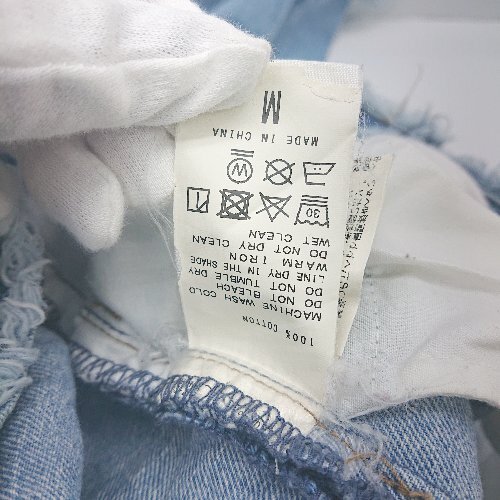 100% COTTON
MACHINE WASH COLD
DO NOT BLEACH
DO NOT TUMBLE DRY
LINE DRY IN THE SHADE
WARM IRON
DO NOT DRY CLEAN
WET CLEAN
30
W
MADE IN CHINA
M